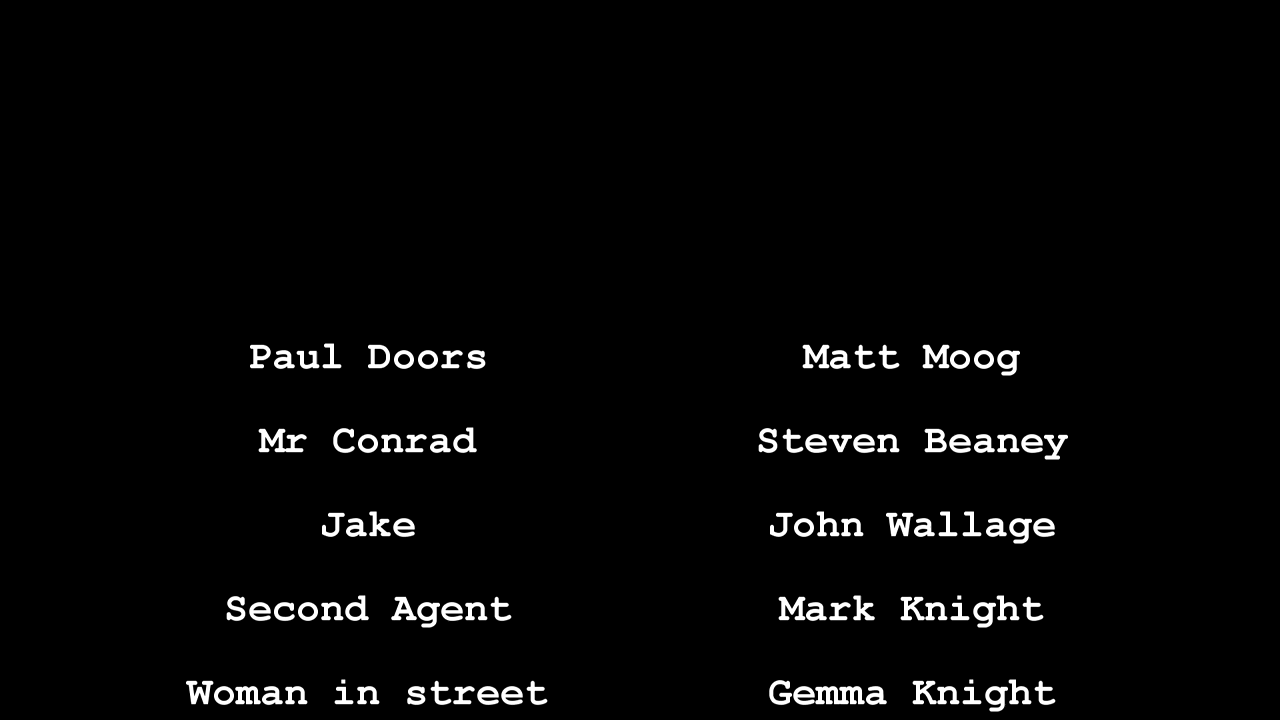 Paul Doors Matt Moog
Mr Conrad Steven Beaney
Jake John Wallage
Second Agent Mark Knight
Woman in street Gemma Knight